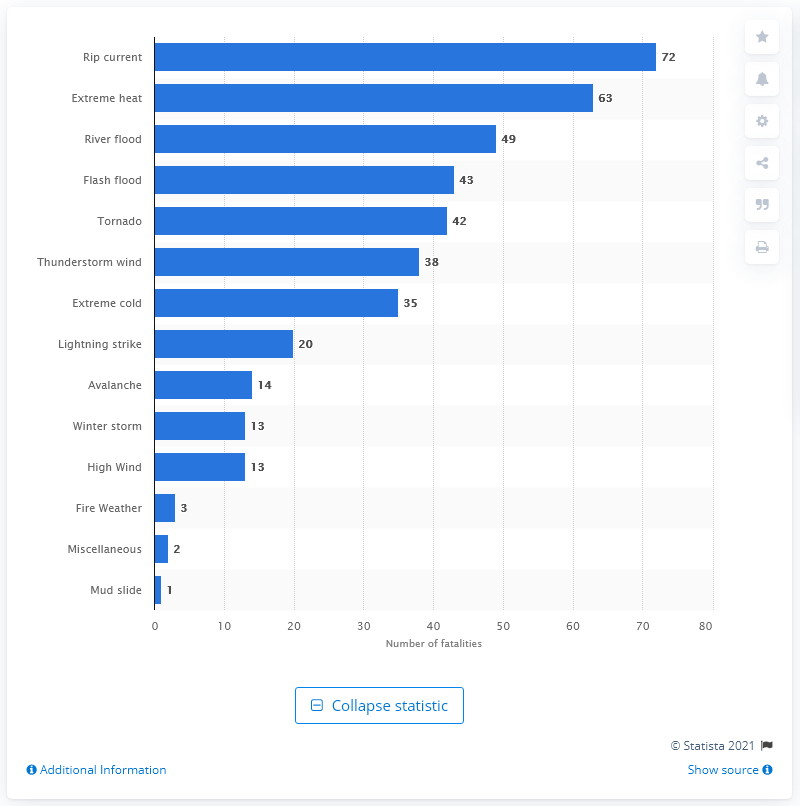 Rip current 72
Extreme heat 63
River flood 49
Flash flood 43
Tornado 42
Thunderstorm wind 38
Extreme cold 35
Lightning strike 20
Avalanche 14
Winter storm 13
High Wind 13
Fire Weather 3
Miscellaneous 2
Mud slide 1
0 10 20 30 40 50 60 70 80
Number of fatalities
Collapse statistic
© Statista 2021
Additional Information Show source